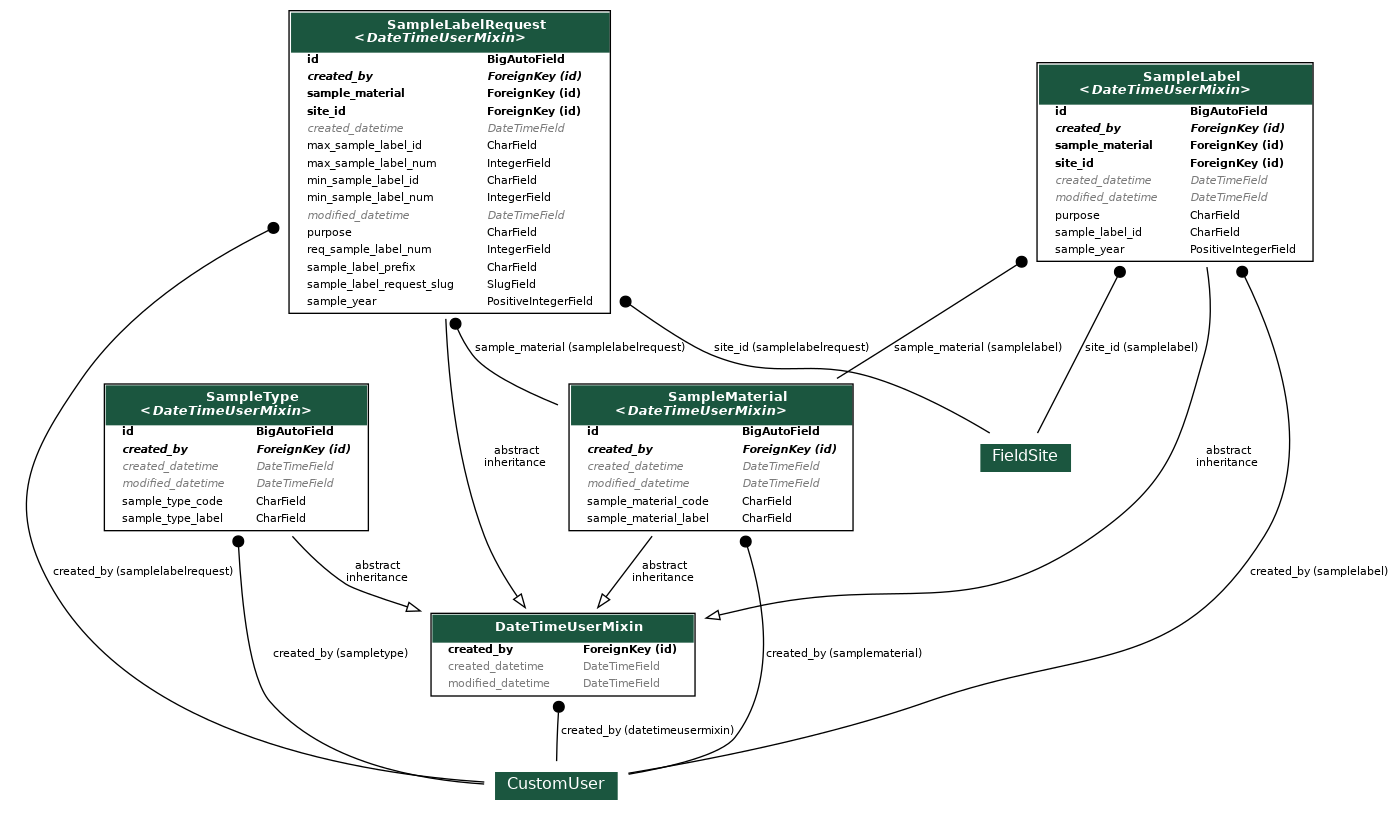 SampleLabelRequest
<DateTimeUserMixin>
id BigAutoField
created_by ForeignKey (id)
sample_material ForeignKey (id)
site_id ForeignKey (id)
created_datetime DateTimeField
max_sample_label_id CharField
max_sample_label_num IntegerField
min_sample_label_id CharField
min_sample_label_num IntegerField
modified_datetime DateTimeField
purpose CharField
req_sample_label_num IntegerField
sample_label_prefix CharField
sample_label_request_slug SlugField
sample_year PositiveIntegerField
SampleLabel
<DateTimeUserMixin>
id BigAutoField
created_by ForeignKey (id)
sample_material ForeignKey (id)
site_id ForeignKey (id)
created_datetime DateTimeField
modified_datetime DateTimeField
purpose CharField
sample_label_id CharField
sample_year PositiveIntegerField
sample_material (samplelabelrequest)
site_id (samplelabelrequest)
sample_material (samplelabel)
site_id (samplelabel)
SampleType
<DateTimeUserMixin>
id BigAutoField
created_by ForeignKey (id)
created_datetime DateTimeField
modified_datetime DateTimeField
sample_type_code CharField
sample_type_label CharField
abstract
inheritance
SampleMaterial
<DateTimeUserMixin>
id BigAutoField
created_by ForeignKey (id)
created_datetime DateTimeField
modified_datetime DateTimeField
sample_material_code CharField
sample_material_label CharField
FieldSite
abstract
inheritance
created_by (samplelabelrequest)
abstract
inheritance
abstract
inheritance
created_by (samplelabel)
created_by (sampletype)
DateTimeUserMixin
created_by ForeignKey (id)
created_datetime DateTimeField
modified_datetime DateTimeField
created_by (samplematerial)
created_by (datetimeusermixin)
CustomUser